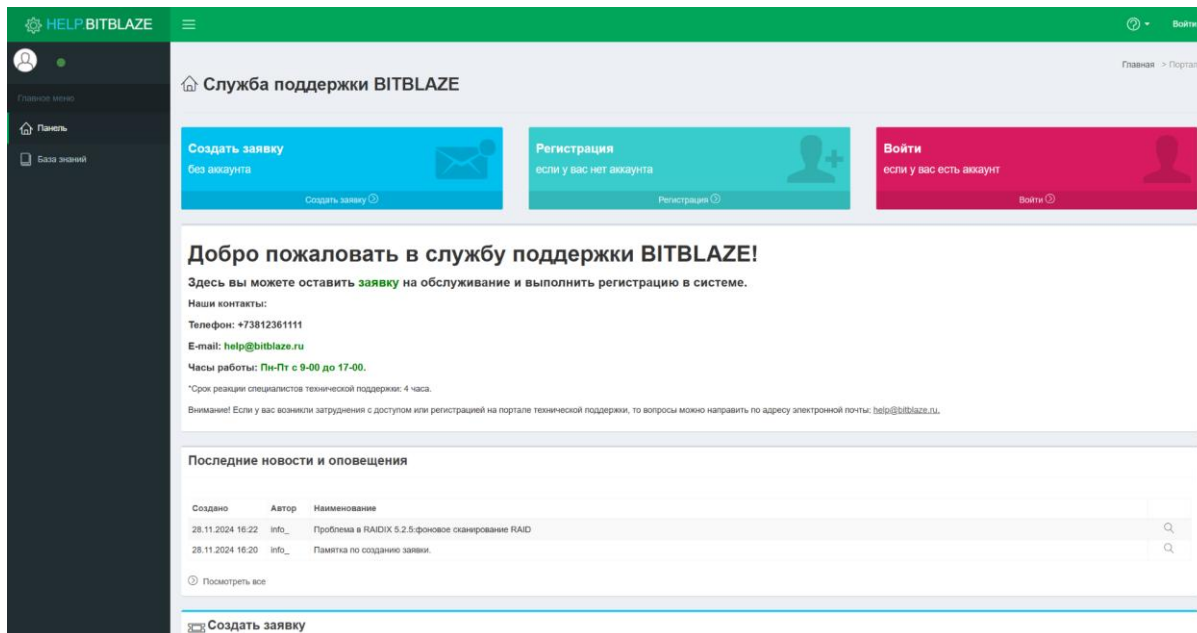 HELP.BITBLAZE
Войти
Главная > Портал
Служба поддержки BITBLAZE
Главное меню
Панель
База знаний
Создать заявку
без аккаунта
Создать заявку
Регистрация
если у вас нет аккаунта
Регистрация
Войти
если у вас есть аккаунт
Войти
Добро пожаловать в службу поддержки BITBLAZE!
Здесь вы можете оставить заявку на обслуживание и выполнить регистрацию в системе.
Наши контакты:
Телефон: +73812361111
E-mail: help@bitblaze.ru
Часы работы: Пн-Пт с 9-00 до 17-00.
*Срок реакции специалистов технической поддержки: 4 часа.
Внимание! Если у вас возникли затруднения с доступом или регистрацией на портале технической поддержки, то вопросы можно направить по адресу электронной почты: help@bitblaze.ru.
Последние новости и оповещения
Создано Автор Наименование
28.11.2024 16:22 info_ Проблема в RAIDIX 5.2.5:фоновое сканирование RAID
28.11.2024 16:20 info_ Памятка по созданию заявки.
Посмотреть все
Создать заявку